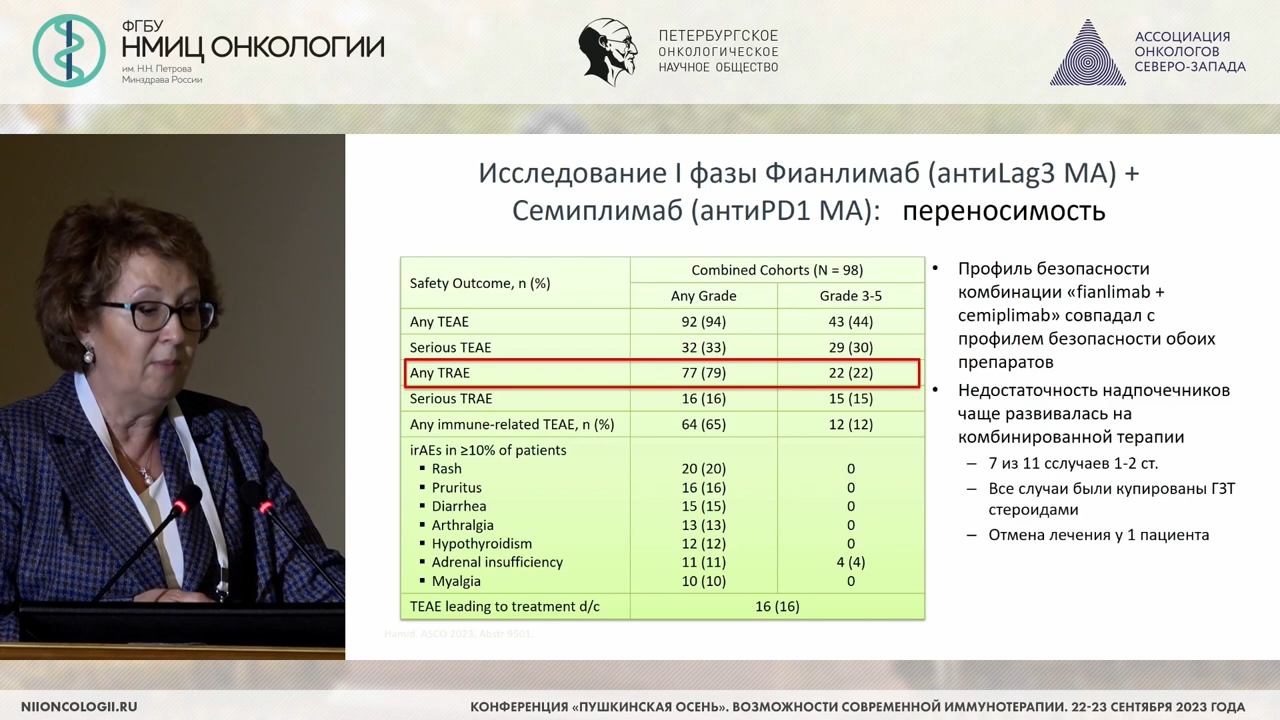 ФГБУ
НМИЦ ОНКОЛОГИИ
им. Н.Н. Петрова
Минздрава России
ПЕТЕРБУРГСКОЕ
ОНКОЛОГИЧЕСКОЕ
НАУЧНОЕ ОБЩЕСТВО
АССОЦИАЦИЯ
ОНКОЛОГОВ
СЕВЕРО-ЗАПАДА
Исследование I фазы Фианлимаб (антиLag3 МА) +
Семиплимаб (антиPD1 МА): переносимость
Safety Outcome, n (%)
Combined Cohorts (N = 98)
Any Grade Grade 3-5
Any TEAE 92 (94) 43 (44)
Serious TEAE 32 (33) 29 (30)
Any TRAE 77 (79) 22 (22)
Serious TRAE 16 (16) 15 (15)
Any immune-related TEAE, n (%) 64 (65) 12 (12)
irAEs in ≥10% of patients
▪ Rash 20 (20) 0
▪ Pruritus 16 (16) 0
▪ Diarrhea 15 (15) 0
▪ Arthralgia 13 (13) 0
▪ Hypothyroidism 12 (12) 0
▪ Adrenal insufficiency 11 (11) 4 (4)
▪ Myalgia 10 (10) 0
TEAE leading to treatment d/c 16 (16)
Hamid. ASCO 2023. Abstr 9501.
• Профиль безопасности
комбинации «fianlimab +
cemiplimab» совпадал с
профилем безопасности обоих
препаратов
• Недостаточность надпочечников
чаще развивалась на
комбинированной терапии
– 7 из 11 сслучаев 1-2 ст.
– Все случаи были купированы ГЗТ
стероидами
– Отмена лечения у 1 пациента
NIIONCOLOGII.RU
КОНФЕРЕНЦИЯ «ПУШКИНСКАЯ ОСЕНЬ». ВОЗМОЖНОСТИ СОВРЕМЕННОЙ ИММУНОТЕРАПИИ. 22-23 СЕНТЯБРЯ 2023 ГОДА